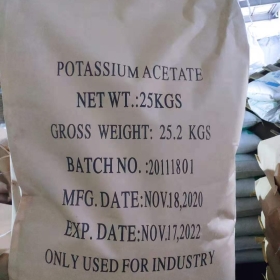 POTASSIUM ACETATE
NET WT.:25KGS
GROSS WEIGHT: 25.2 KGS
BATCH NO. :20111801
MFG. DATE:NOV.18,2020
EXP. DATE:NOV.17,2022
ONLY USED FOR INDUSTRY